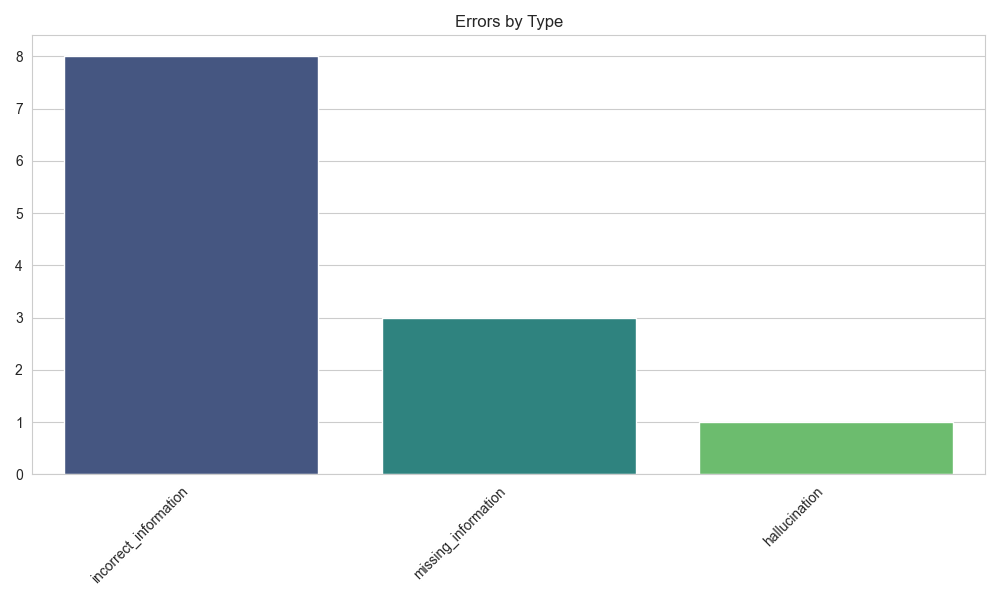 Errors by Type
8
7
6
5
4
3
2
1
0
incorrect_information
missing_information
hallucination